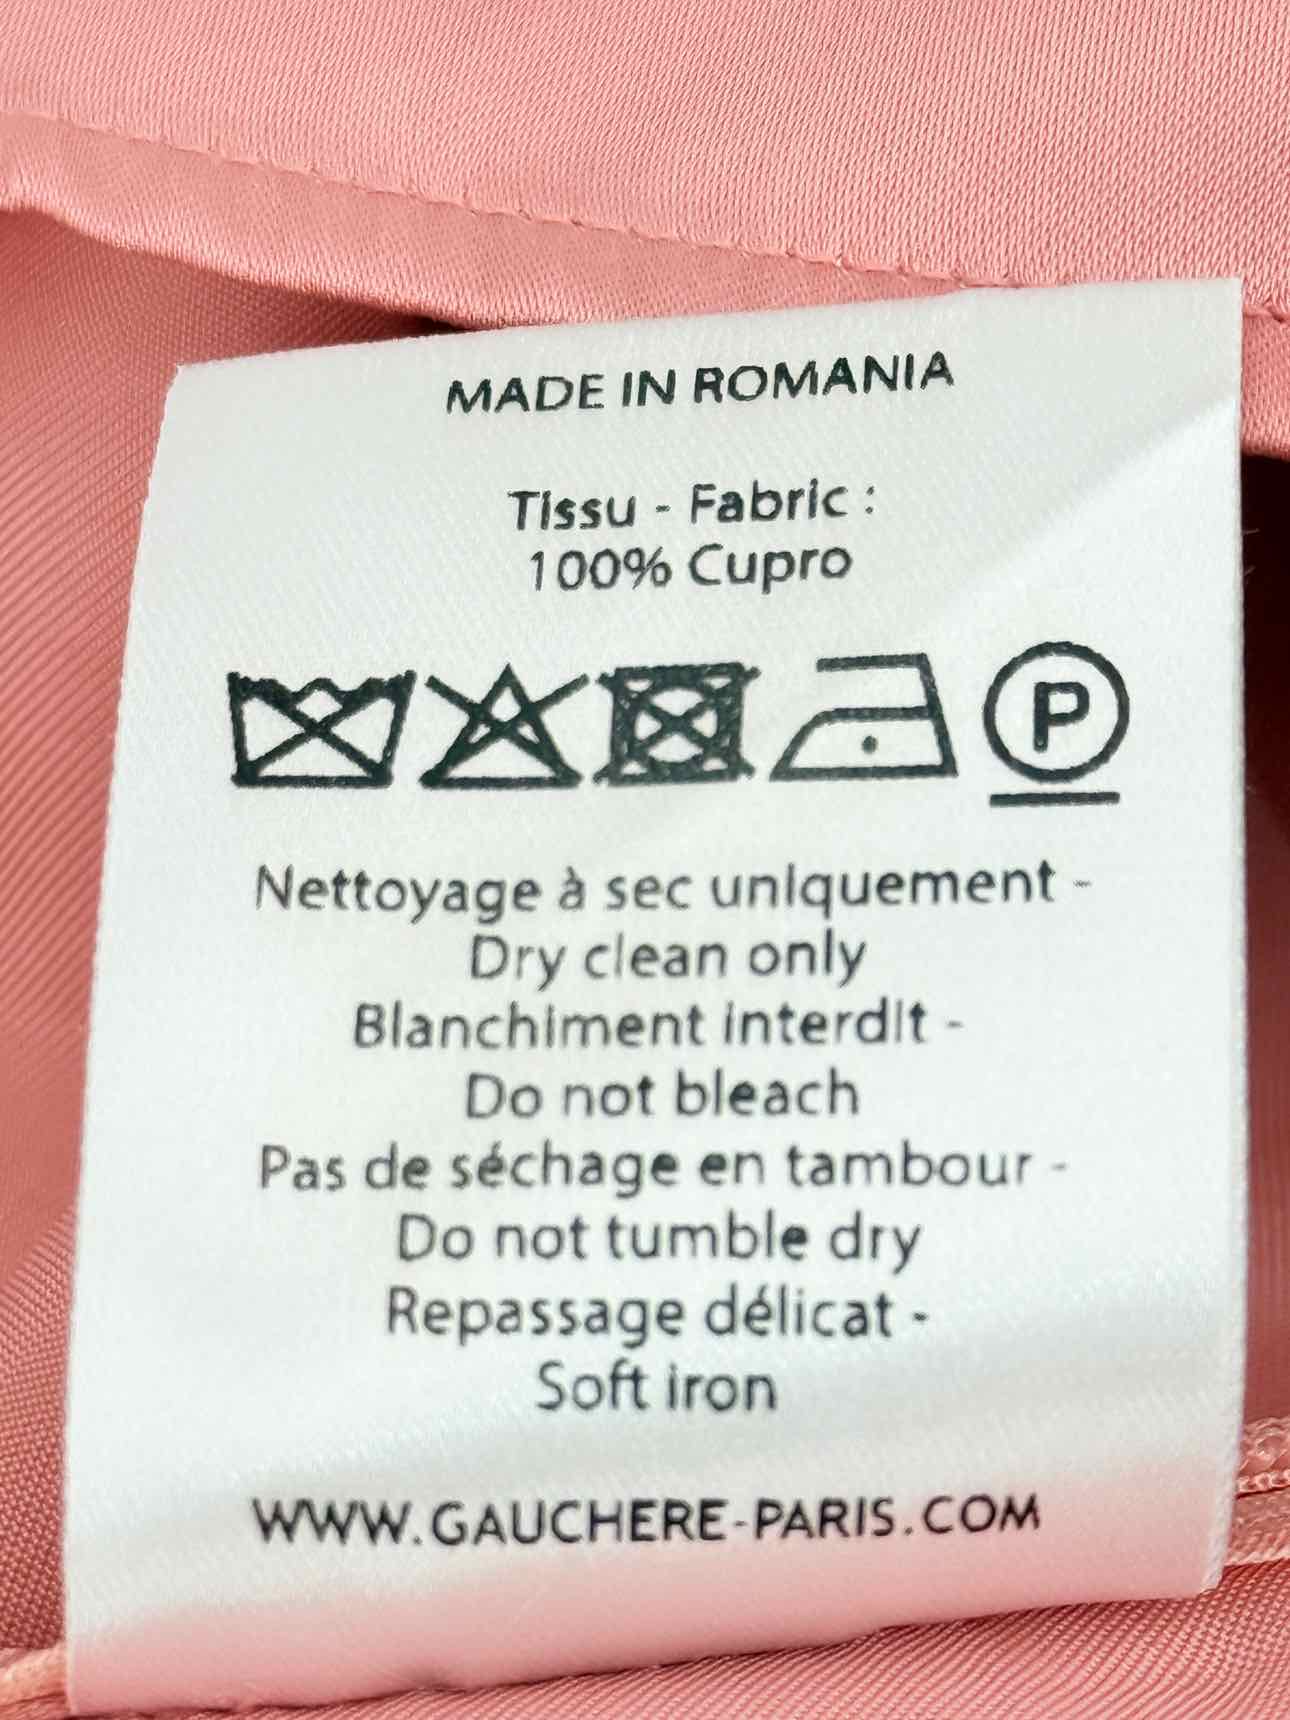 MADE IN ROMANIA
Tissu - Fabric :
100% Cupro
P
Nettoyage à sec uniquement -
Dry clean only
Blanchiment interdit -
Do not bleach
Pas de séchage en tambour -
Do not tumble dry
Repassage délicat -
Soft iron
WWW.GAUCHERE-PARIS.COM